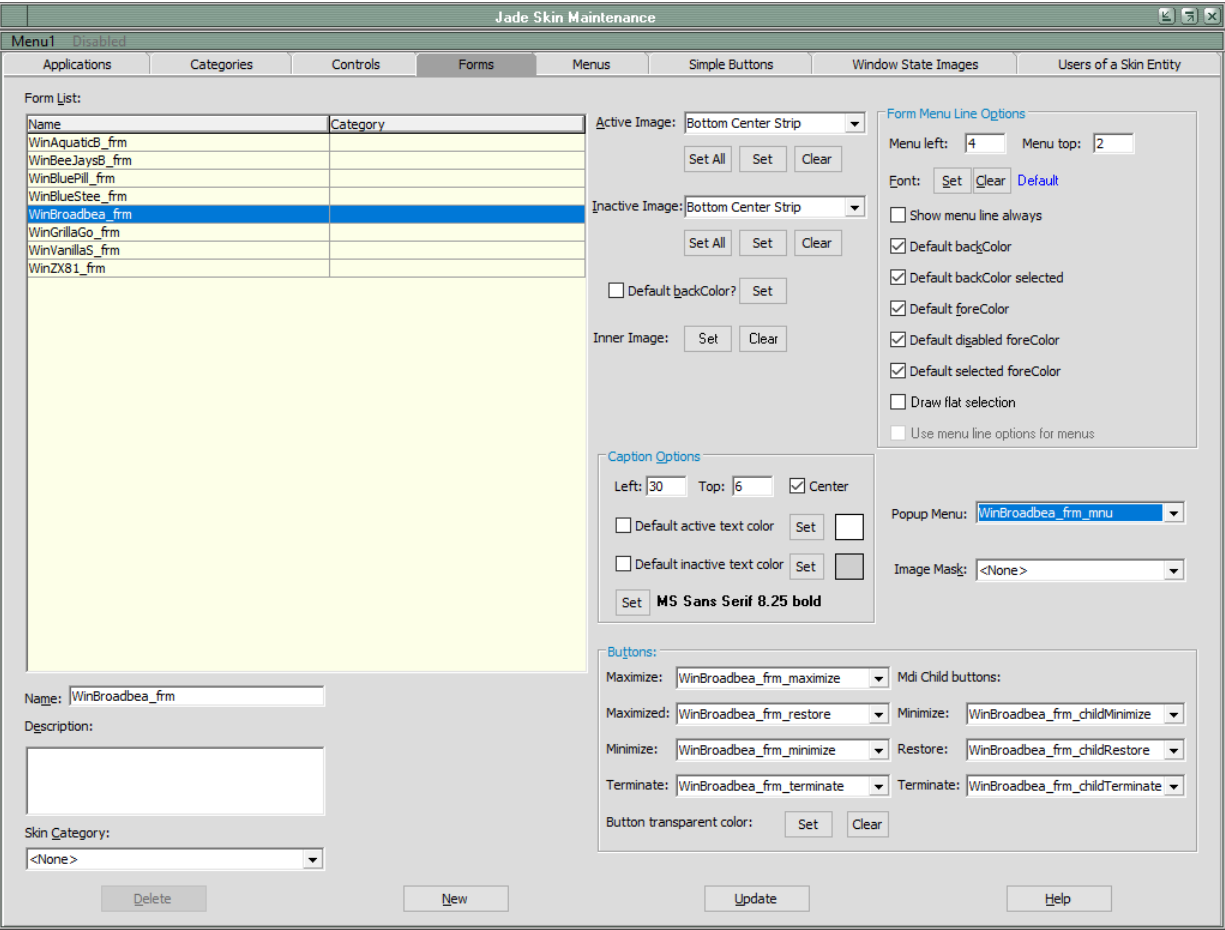 Jade Skin Maintenance
Menu1 Disabled
Applications Categories Controls Forms Menus Simple Buttons Window State Images Users of a Skin Entity
Form List:
Name Category
WinAquaticB_frm
WinBeeJaysB_frm
WinBluePill_frm
WinBlueStee_frm
WinBroadbea_frm
WinGrillaGo_frm
WinVanillaS_frm
WinZX81_frm
Name: WinBroadbea_frm
Description:
Skin Category:
<None>
Active Image: Bottom Center Strip
Set All Set Clear
Inactive Image: Bottom Center Strip
Set All Set Clear
Default backColor? Set
Inner Image: Set Clear
Form Menu Line Options
Menu left: 4 Menu top: 2
Font: Set Clear Default
Show menu line always
Default backColor
Default backColor selected
Default foreColor
Default disabled foreColor
Default selected foreColor
Draw flat selection
Use menu line options for menus
Caption Options
Left: 30 Top: 6 Center
Default active text color Set
Default inactive text color Set
Set MS Sans Serif 8.25 bold
Popup Menu: WinBroadbea_frm_mnu
Image Mask: <None>
Buttons:
Maximize: WinBroadbea_frm_maximize Mdi Child buttons:
Maximized: WinBroadbea_frm_restore Minimize: WinBroadbea_frm_childMinimize
Minimize: WinBroadbea_frm_minimize Restore: WinBroadbea_frm_childRestore
Terminate: WinBroadbea_frm_terminate Terminate: WinBroadbea_frm_childTerminate
Button transparent color: Set Clear
Delete New Update Help